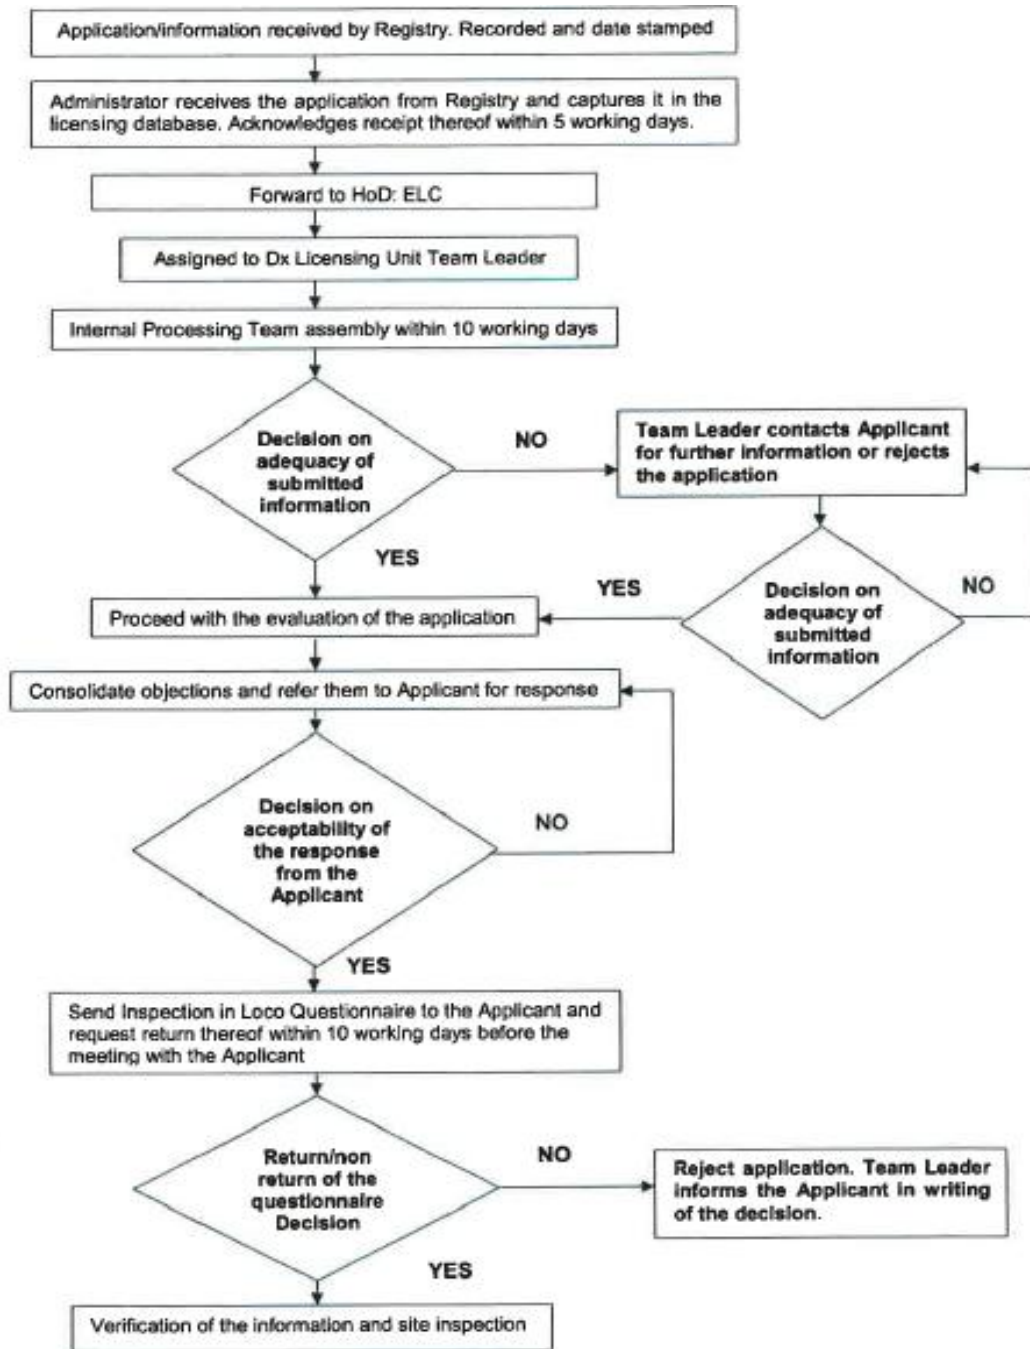 Application/information received by Registry. Recorded and date stamped
Administrator receives the application from Registry and captures it in the
licensing database. Acknowledges receipt thereof within 5 working days.
Forward to HoD: ELC
Assigned to Dx Licensing Unit Team Leader
Internal Processing Team assembly within 10 working days
Decision on
adequacy of
submitted
information
NO
Team Leader contacts Applicant
for further information or rejects
the application
YES
Decision on
adequacy of
submitted
information
YES
NO
Proceed with the evaluation of the application
Consolidate objections and refer them to Applicant for response
Decision on
acceptability of
the response
from the
Applicant
NO
YES
Send Inspection in Loco Questionnaire to the Applicant and
request return thereof within 10 working days before the
meeting with the Applicant
Return/non
return of the
questionnaire
Decision
NO
Reject application. Team Leader
informs the Applicant in writing
of the decision.
YES
Verification of the information and site inspection